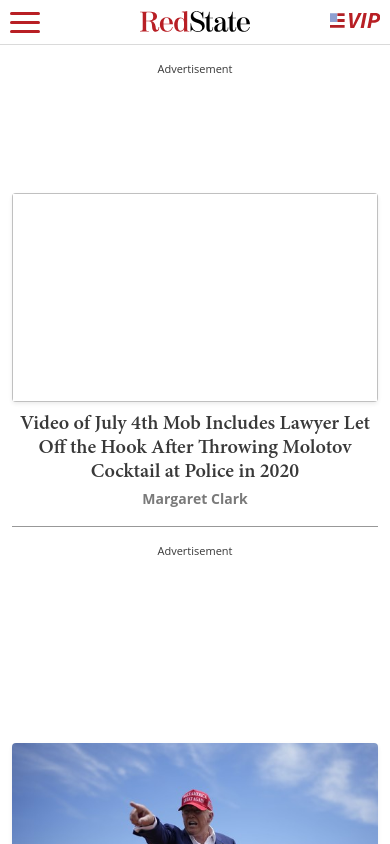 RedState
VIP
Advertisement
Video of July 4th Mob Includes Lawyer Let
Off the Hook After Throwing Molotov
Cocktail at Police in 2020
Margaret Clark
Advertisement